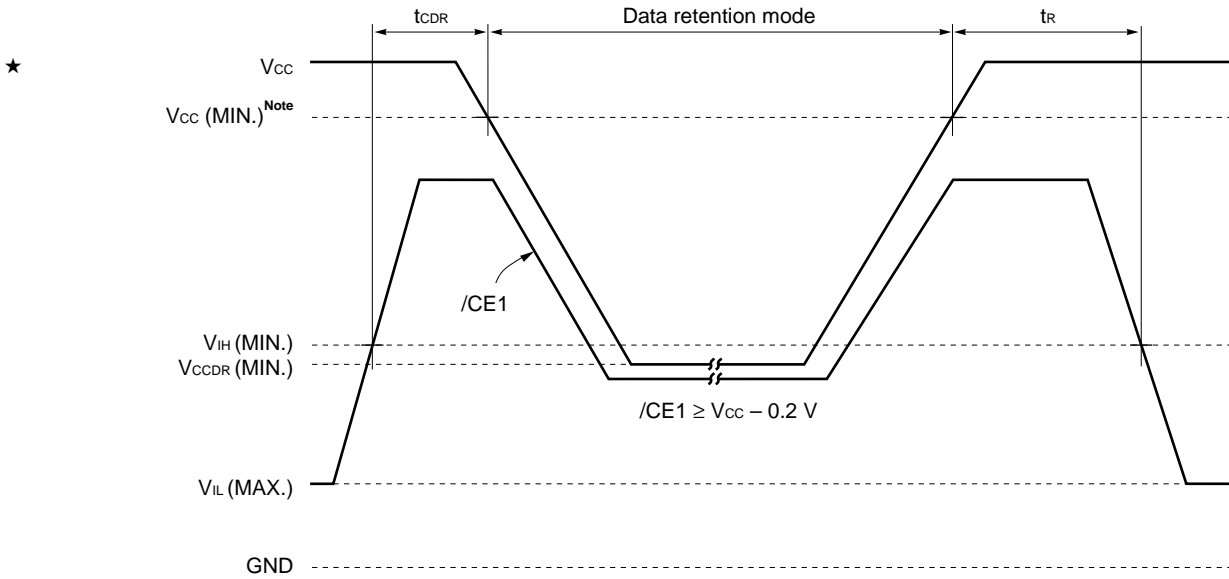 tCDR Data retention mode tR
★ VCC
VCC (MIN.)Note
/CE1
VIH (MIN.)
VCCDR (MIN.)
/CE1 ≥ VCC – 0.2 V
VIL (MAX.)
GND